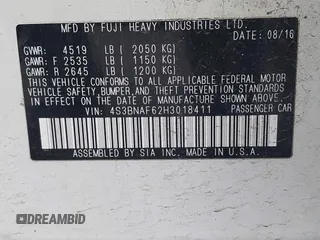 MFD. BY FUJI HEAVY INDUSTRIES LTD.
DATE 08/16
GVWR: 4519 LB ( 2050 KG)
GAWR: F 2535 LB ( 1150 KG)
GAWR: R 2645 LB ( 1200 KG)
THIS VEHICLE CONFORMS TO ALL APPLICABLE
FEDERAL MOTOR VEHICLE
SAFETY, BUMPER, AND THEFT PREVENTION
STANDARDS IN EFFECT ON THE DATE OF
MANUFACTURE SHOWN ABOVE.
VIN: 4S3BNAF62H3018411
PASSENGER CAR
ASSEMBLED BY SIA INC. MADE IN U.S.A.
DREAMBID